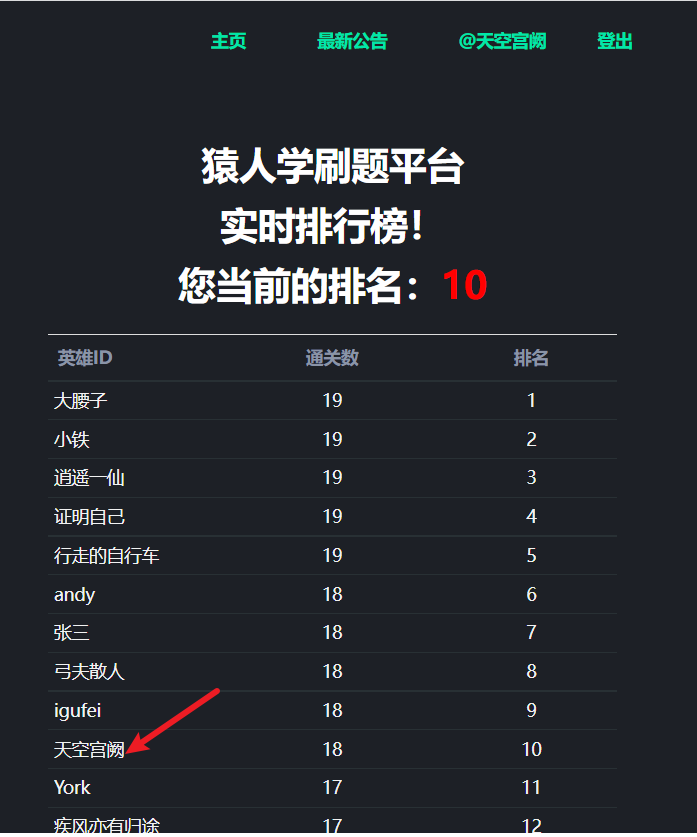 主页 最新公告 @天空宫阙 登出
猿人学刷题平台
实时排行榜！
您当前的排名：10
英雄ID 通关数 排名
大腰子 19 1
小铁 19 2
逍遥一仙 19 3
证明自己 19 4
行走的自行车 19 5
andy 18 6
张三 18 7
弓夫散人 18 8
igufei 18 9
天空宫阙 18 10
York 17 11
疾风亦有归途 17 12